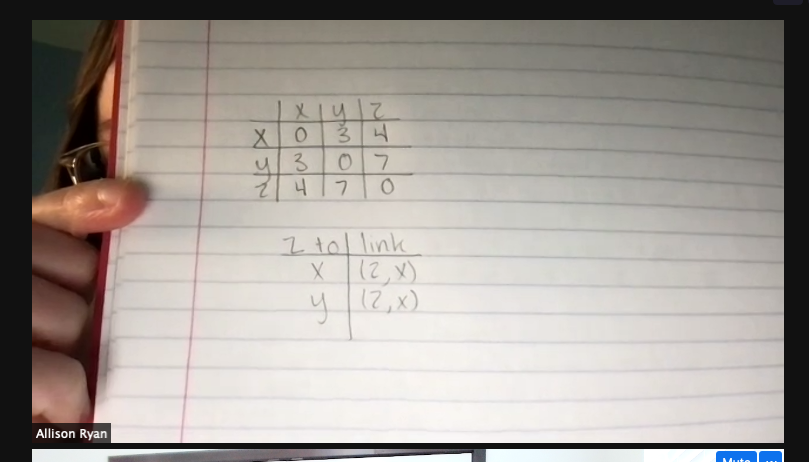 x y z
x 0 3 4
y 3 0 7
z 4 7 0
z to link
x (z,x)
y (z,x)
Allison Ryan
Mute